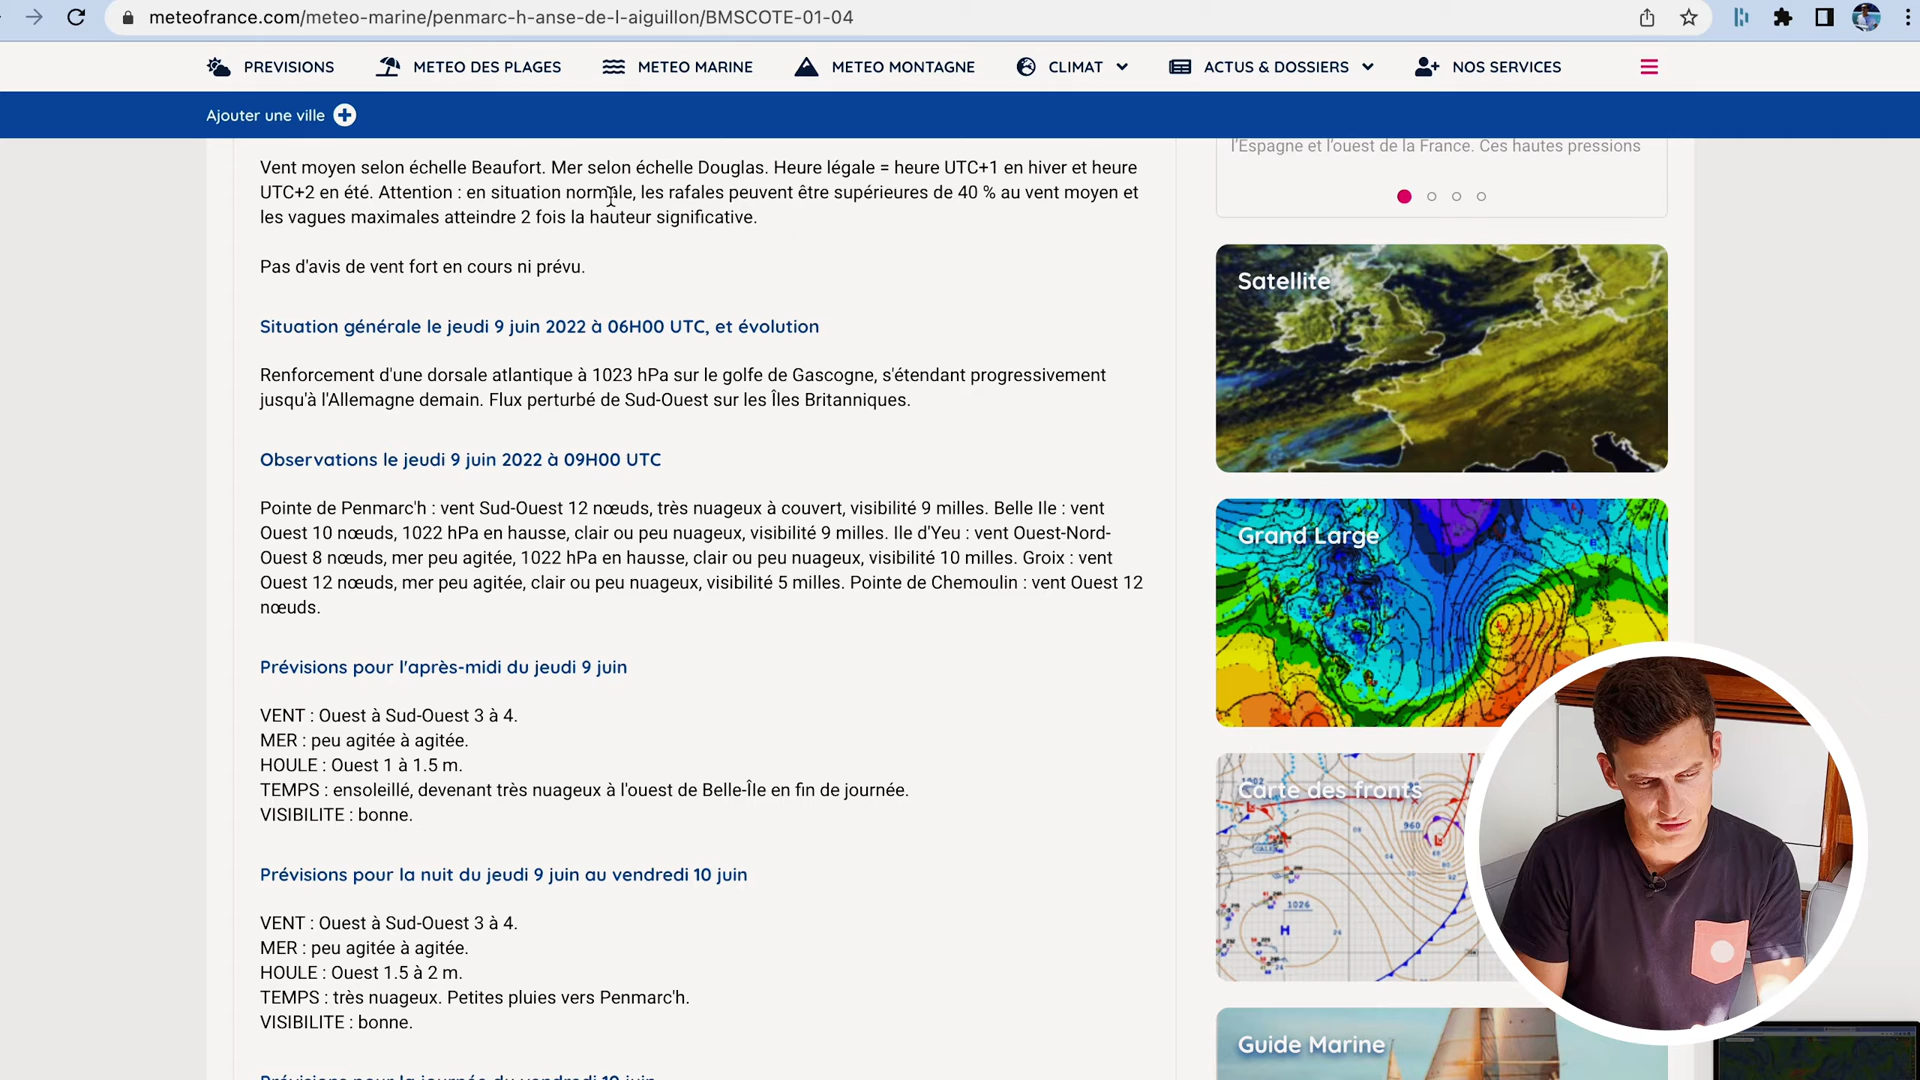 meteofrance.com/meteo-marine/penmarc-h-anse-de-l-aiguillon/BMSCOTE-01-04
PREVISIONS METEO DES PLAGES METEO MARINE METEO MONTAGNE CLIMAT ACTUS & DOSSIERS NOS SERVICES
Ajouter une ville
Vent moyen selon échelle Beaufort. Mer selon échelle Douglas. Heure légale = heure UTC+1 en hiver et heure
UTC+2 en été. Attention : en situation normale, les rafales peuvent être supérieures de 40 % au vent moyen et
les vagues maximales atteindre 2 fois la hauteur significative.
Pas d'avis de vent fort en cours ni prévu.
Situation générale le jeudi 9 juin 2022 à 06H00 UTC, et évolution
Renforcement d'une dorsale atlantique à 1023 hPa sur le golfe de Gascogne, s'étendant progressivement
jusqu'à l'Allemagne demain. Flux perturbé de Sud-Ouest sur les Îles Britanniques.
Observations le jeudi 9 juin 2022 à 09H00 UTC
Pointe de Penmarc'h : vent Sud-Ouest 12 nœuds, très nuageux à couvert, visibilité 9 milles. Belle Ile : vent
Ouest 10 nœuds, 1022 hPa en hausse, clair ou peu nuageux, visibilité 9 milles. Ile d'Yeu : vent Ouest-Nord-
Ouest 8 nœuds, mer peu agitée, 1022 hPa en hausse, clair ou peu nuageux, visibilité 10 milles. Groix : vent
Ouest 12 nœuds, mer peu agitée, clair ou peu nuageux, visibilité 5 milles. Pointe de Chemoulin : vent Ouest 12
nœuds.
Prévisions pour l'après-midi du jeudi 9 juin
VENT : Ouest à Sud-Ouest 3 à 4.
MER : peu agitée à agitée.
HOULE : Ouest 1 à 1.5 m.
TEMPS : ensoleillé, devenant très nuageux à l'ouest de Belle-Île en fin de journée.
VISIBILITE : bonne.
Prévisions pour la nuit du jeudi 9 juin au vendredi 10 juin
VENT : Ouest à Sud-Ouest 3 à 4.
MER : peu agitée à agitée.
HOULE : Ouest 1.5 à 2 m.
TEMPS : très nuageux. Petites pluies vers Penmarc'h.
VISIBILITE : bonne.
Prévisions pour la journée du vendredi 10 juin
l'Espagne et l'ouest de la France. Ces hautes pressions
Satellite
Grand Large
Carte des fronts
960
1026
H
Guide Marine